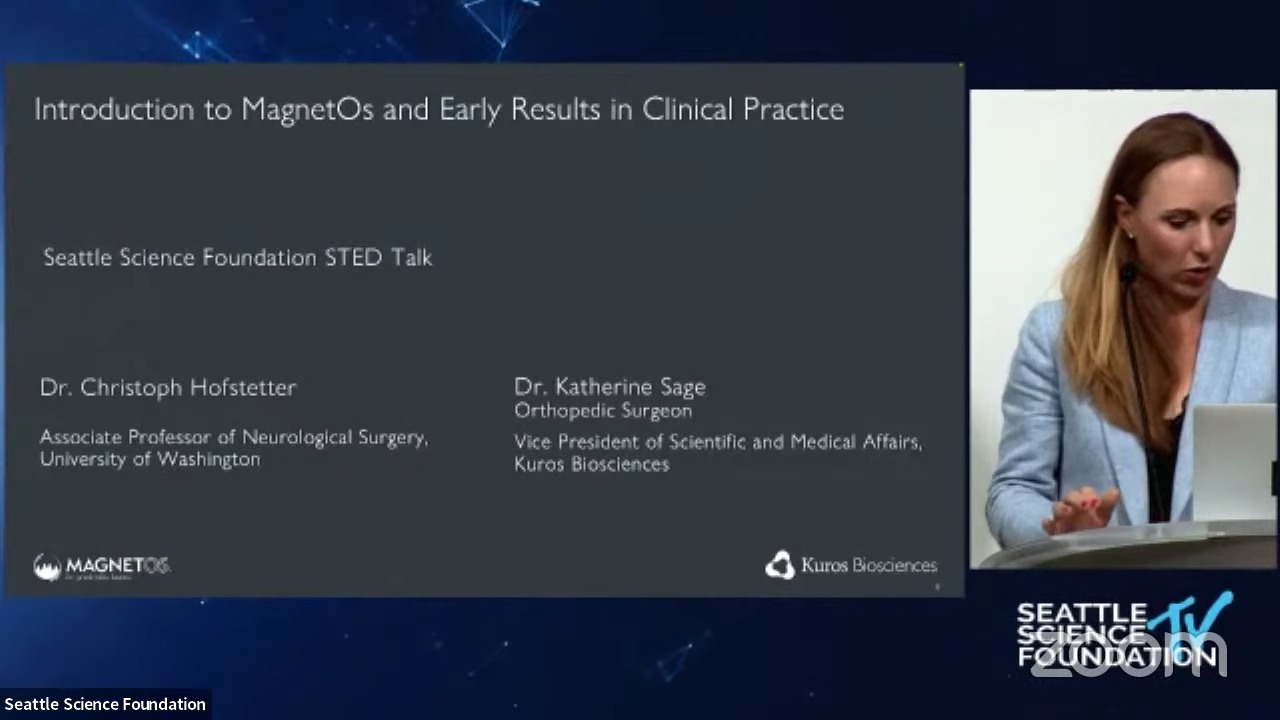 Introduction to MagnetOs and Early Results in Clinical Practice
Seattle Science Foundation STED Talk
Dr. Christoph Hofstetter
Associate Professor of Neurological Surgery,
University of Washington
Dr. Katherine Sage
Orthopedic Surgeon
Vice President of Scientific and Medical Affairs,
Kuros Biosciences
MAGNETOS
Kuros Biosciences
SEATTLE
SCIENCE TV
FOUNDATION
zoom
Seattle Science Foundation